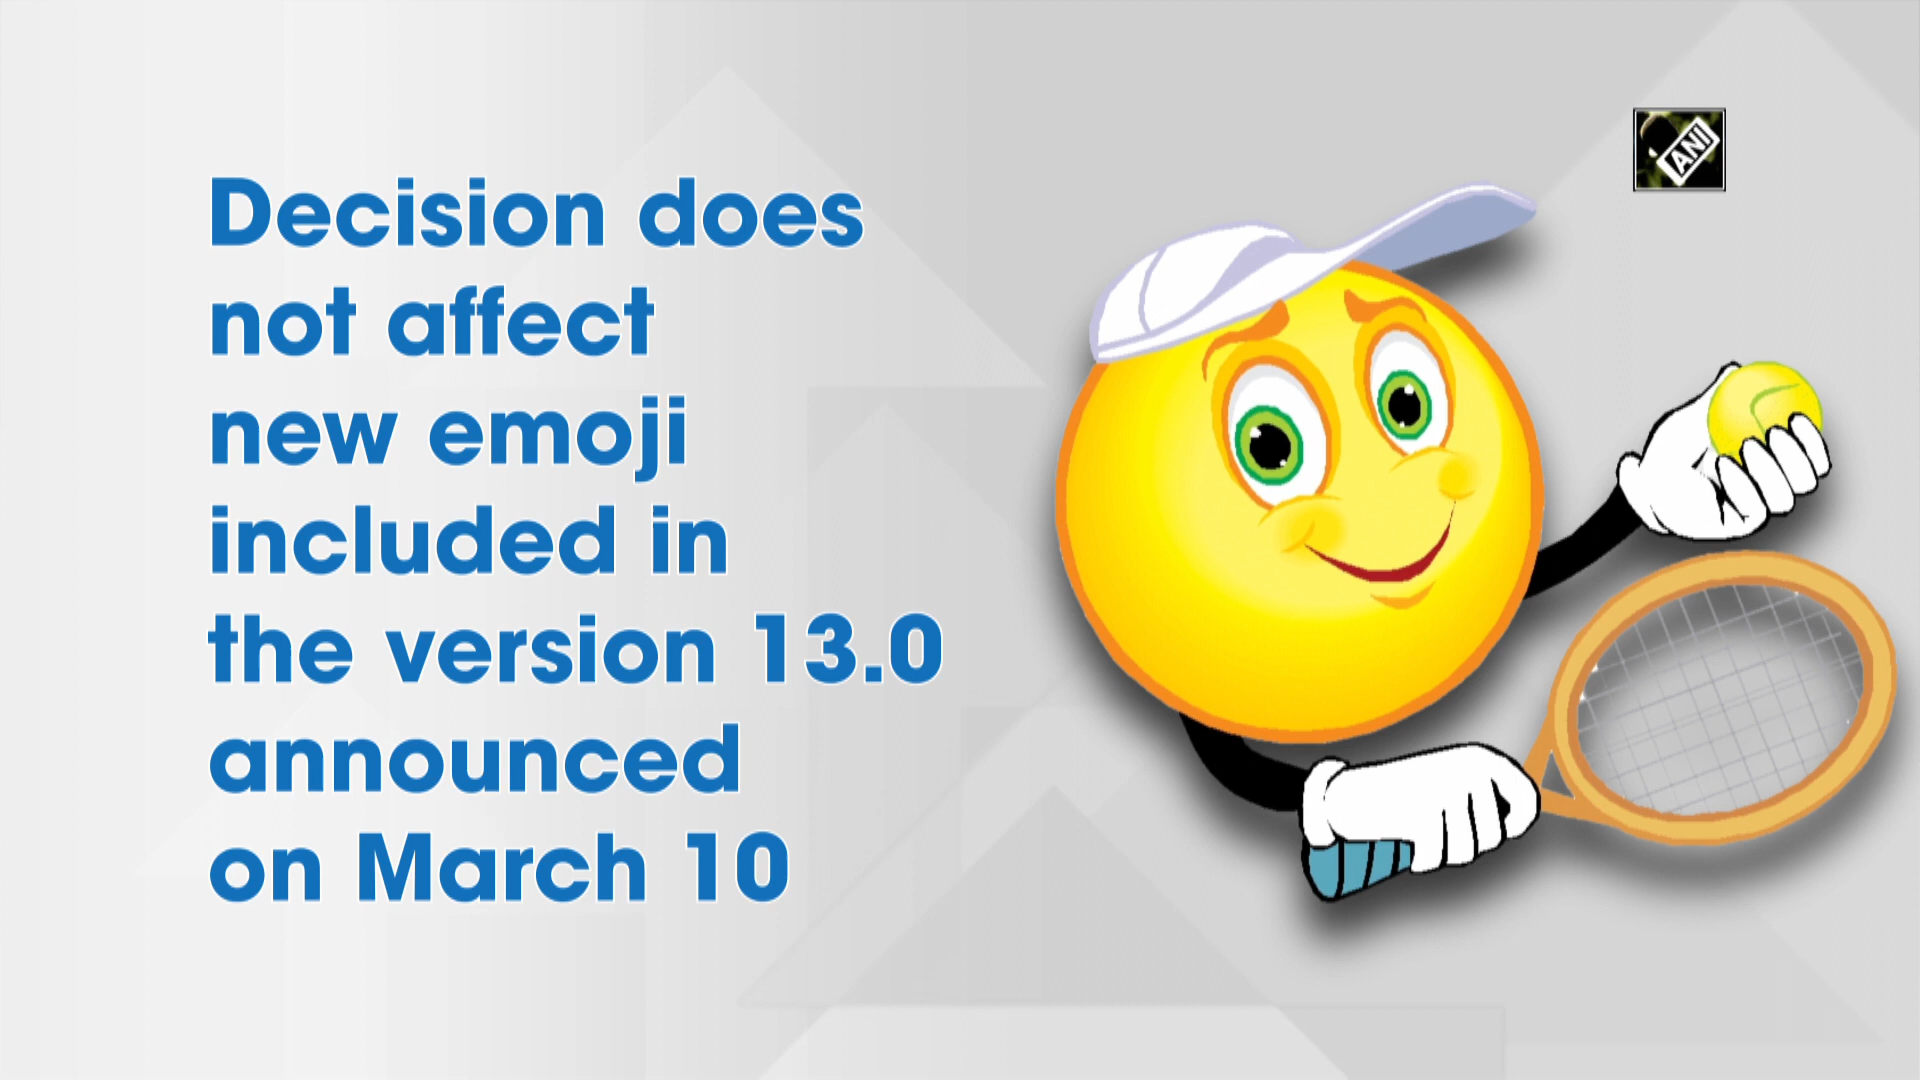 ANI
Decision does
not affect
new emoji
included in
the version 13.0
announced
on March 10